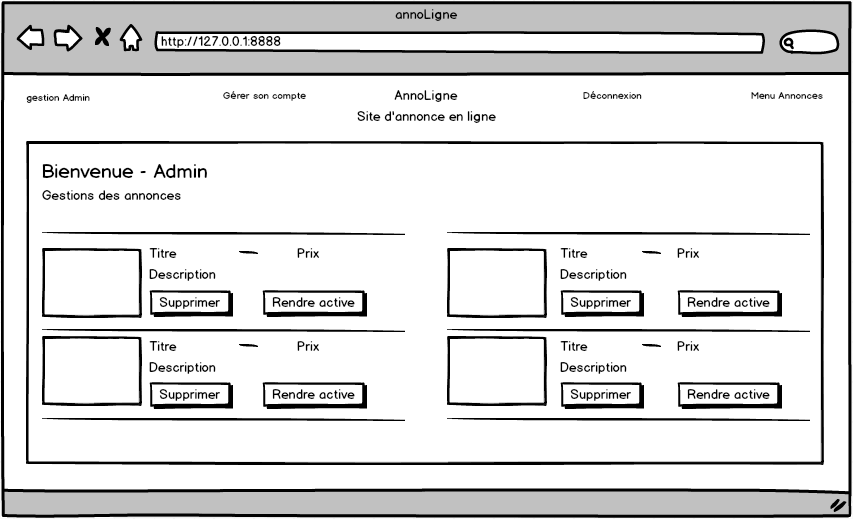 annoLigne
http://127.0.0.1:8888
gestion Admin Gérer son compte AnnoLigne Déconnexion Menu Annonces
Site d'annonce en ligne
Bienvenue - Admin
Gestions des annonces
Titre — Prix Titre — Prix
Description Description
Supprimer Rendre active Supprimer Rendre active
Titre — Prix Titre — Prix
Description Description
Supprimer Rendre active Supprimer Rendre active